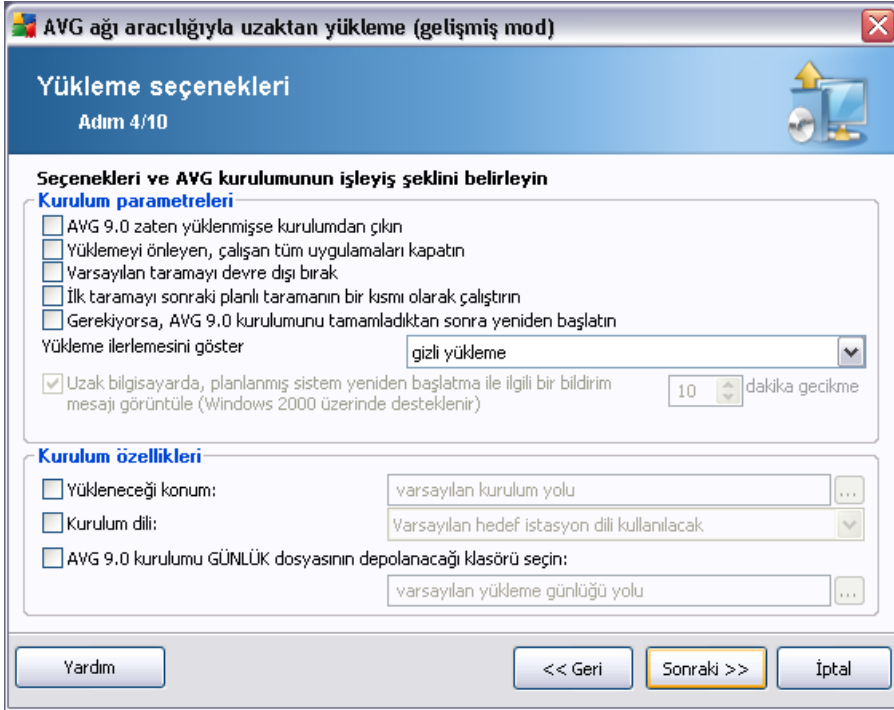 AVG ağı aracılığıyla uzaktan yükleme (gelişmiş mod)
Yükleme seçenekleri
Adım 4/10
Seçenekleri ve AVG kurulumunun işleyiş şeklini belirleyin
Kurulum parametreleri
AVG 9.0 zaten yüklenmişse kurulumdan çıkın
Yüklemeyi önleyen, çalışan tüm uygulamaları kapatın
Varsayılan taramayı devre dışı bırak
İlk taramayı sonraki planlı taramanın bir kısmı olarak çalıştırın
Gerekiyorsa, AVG 9.0 kurulumunu tamamladıktan sonra yeniden başlatın
Yükleme ilerlemesini göster gizli yükleme
Uzak bilgisayarda, planlanmış sistem yeniden başlatma ile ilgili bir bildirim
mesajı görüntüle (Windows 2000 üzerinde desteklenir) 10 dakika gecikme
Kurulum özellikleri
Yükleneceği konum: varsayılan kurulum yolu ...
Kurulum dili: Varsayılan hedef istasyon dili kullanılacak
AVG 9.0 kurulumu GÜNLÜK dosyasının depolanacağı klasörü seçin:
varsayılan yükleme günlüğü yolu ...
Yardım << Geri Sonraki >> İptal